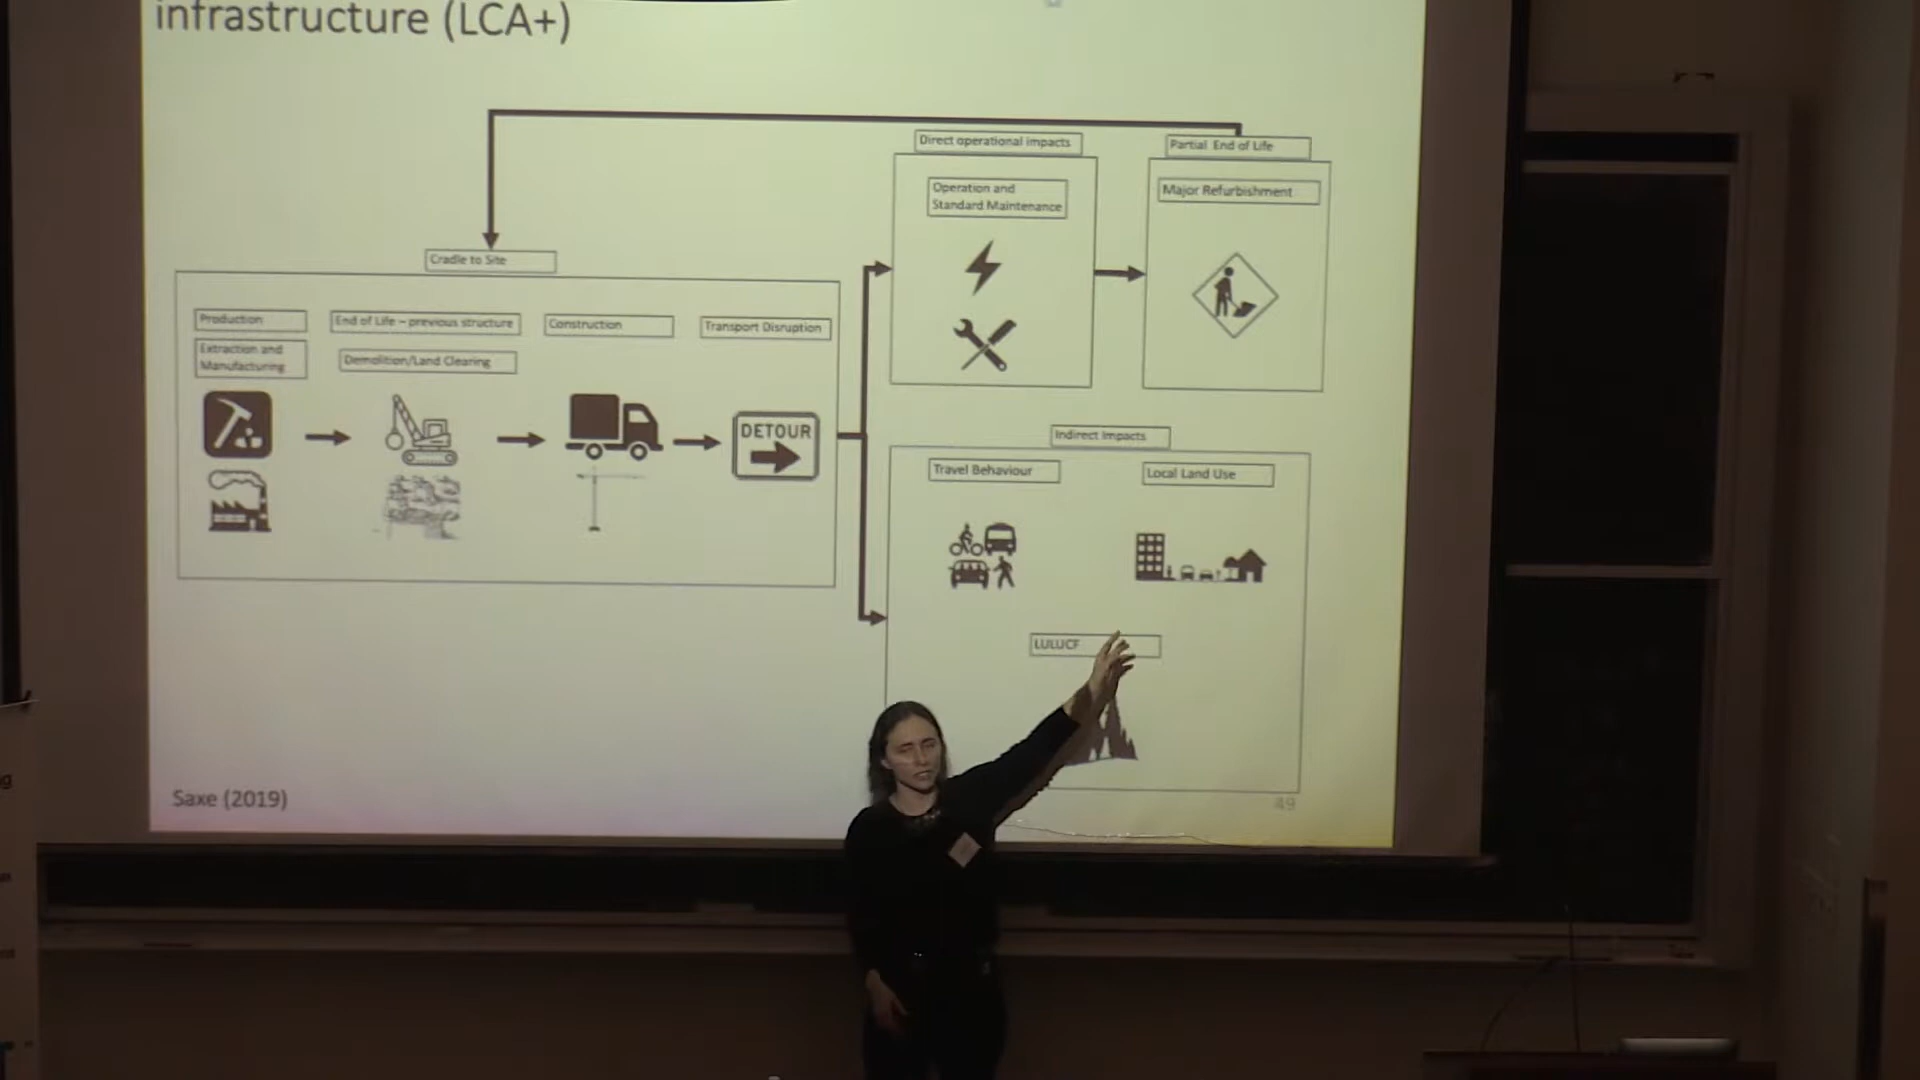 infrastructure (LCA+)
Direct operational impacts
Partial End of Life
Operation and
Standard Maintenance
Major Refurbishment
Cradle to Site
Production
End of Life – previous structure
Construction
Transport Disruption
Extraction and
Manufacturing
Demolition/Land Clearing
DETOUR
Indirect Impacts
Travel Behaviour
Local Land Use
LULUCF
Saxe (2019)
49